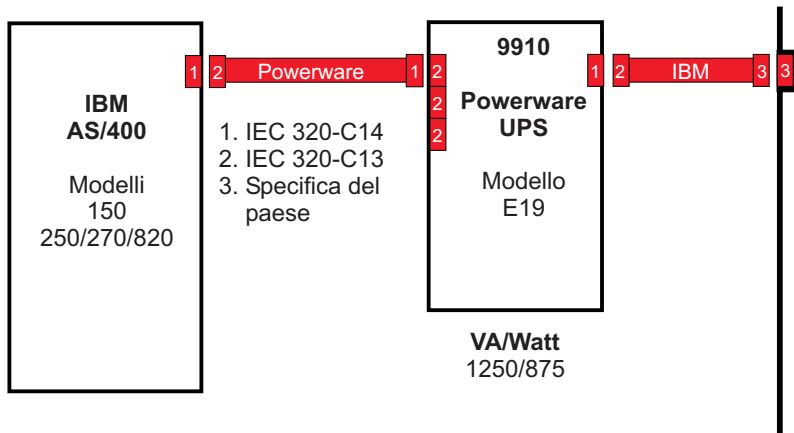 IBM
AS/400
Modelli
150
250/270/820
1
2 Powerware 1
1. IEC 320-C14
2. IEC 320-C13
3. Specifica del
paese
2
2
2
9910
Powerware
UPS
Modello
E19
1
VA/Watt
1250/875
2 IBM 3
3